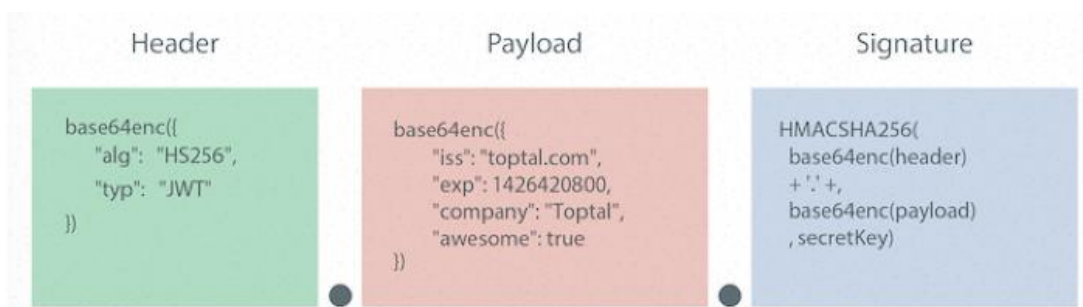 Header
base64enc({
"alg": "HS256",
"typ": "JWT"
})
Payload
base64enc({
"iss": "toptal.com",
"exp": 1426420800,
"company": "Toptal",
"awesome": true
})
Signature
HMACSHA256(
base64enc(header)
+ '.' +,
base64enc(payload)
, secretKey)